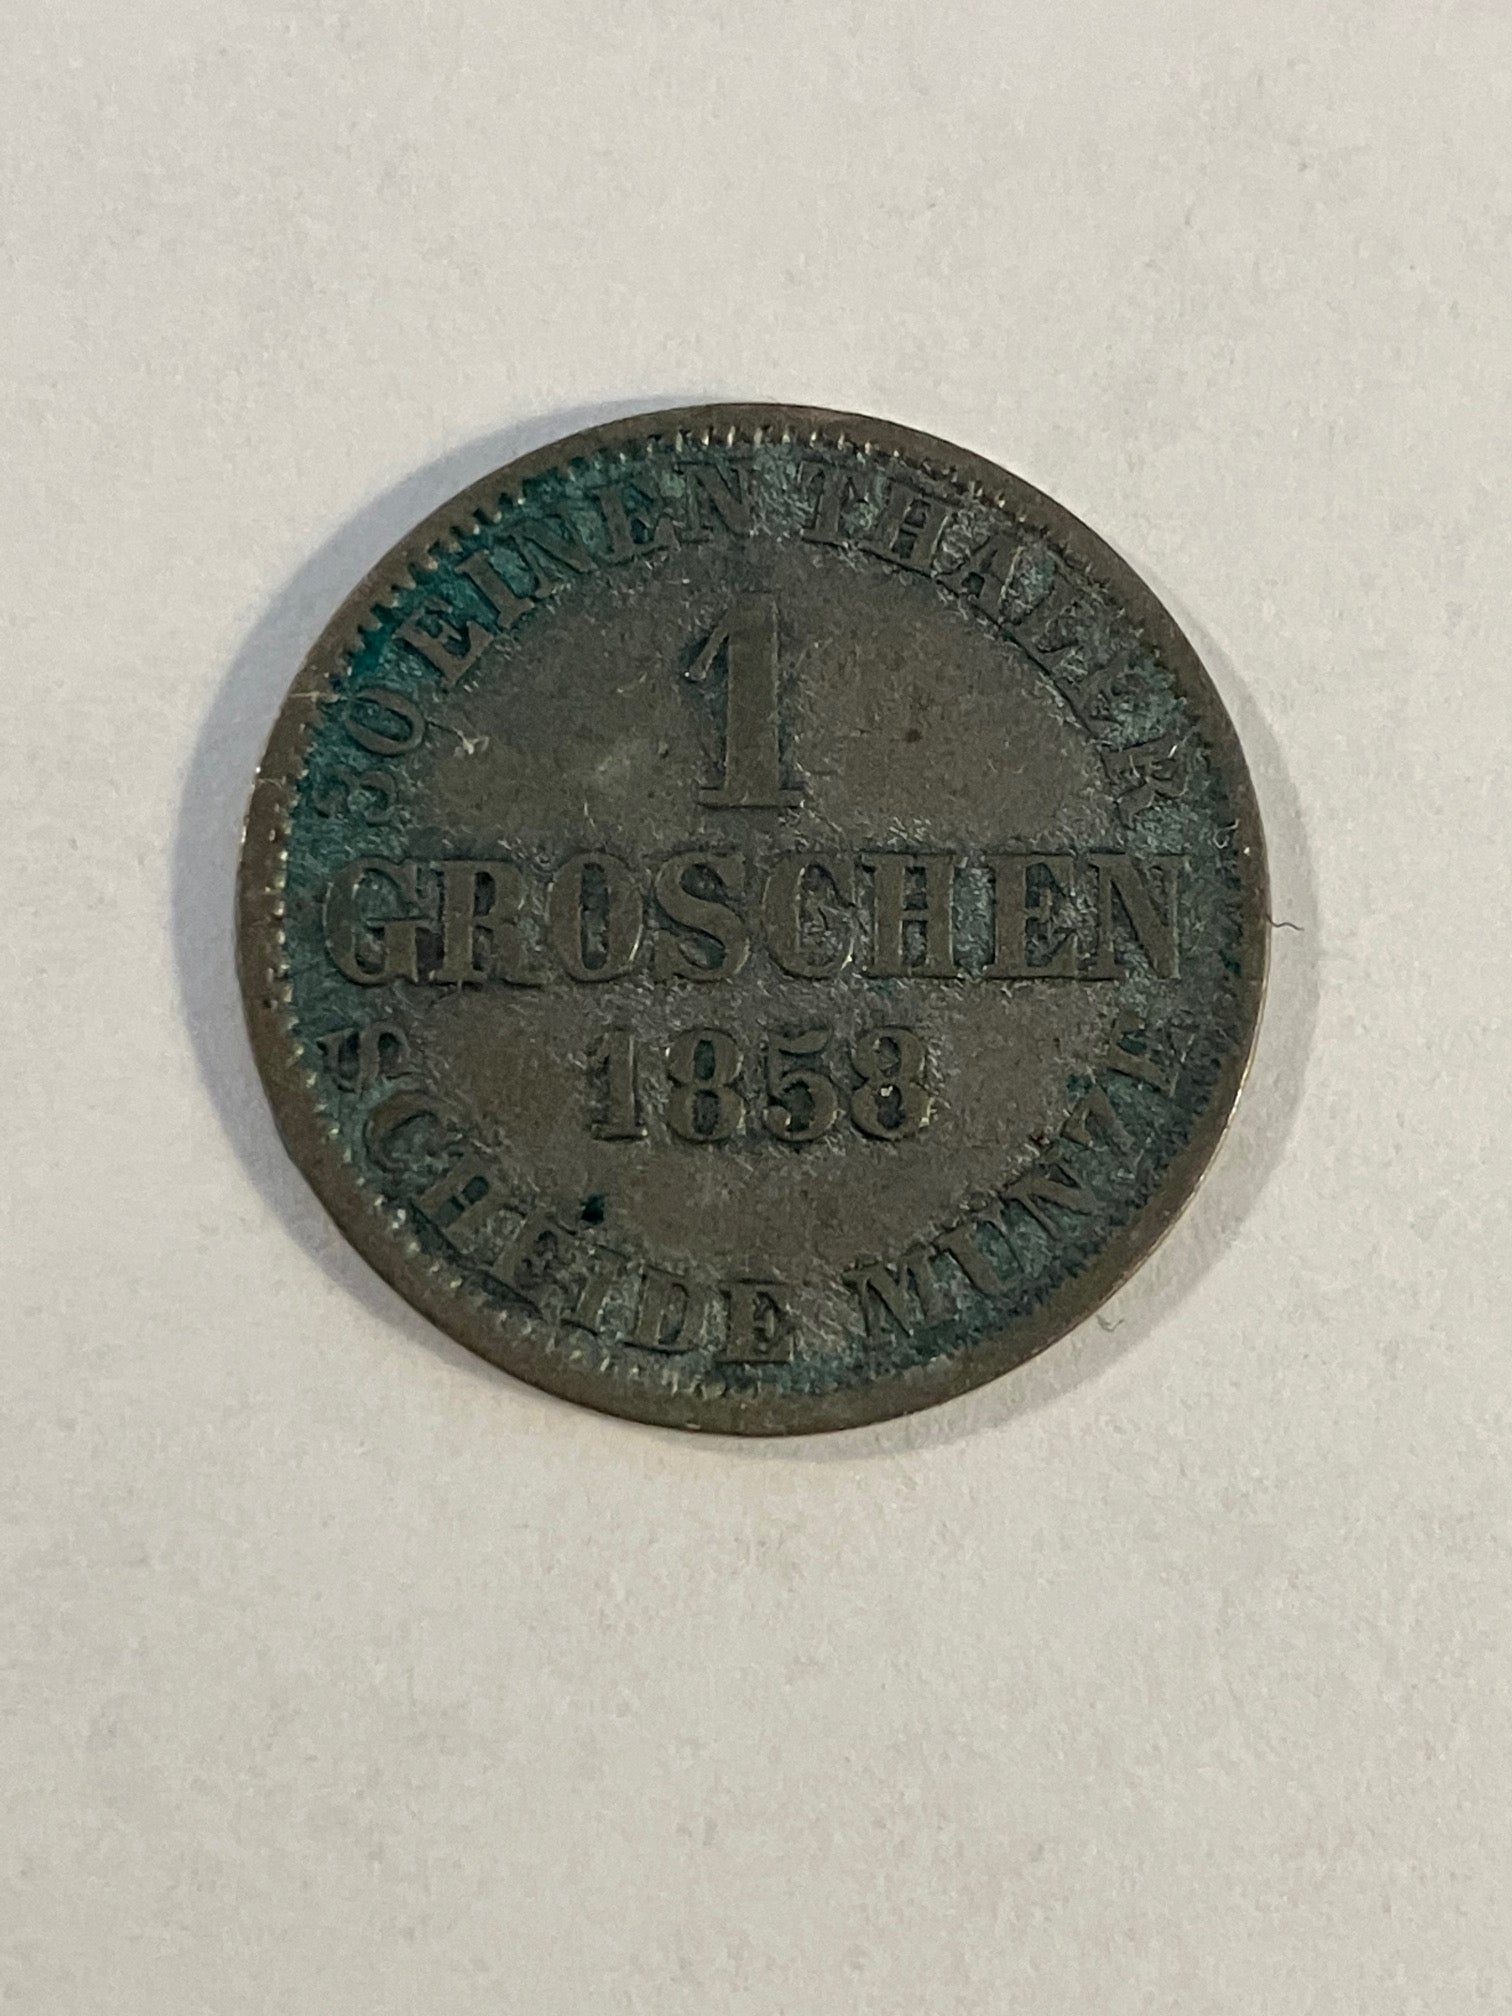 30 EINEN THALER
1
GROSCHEN
1858
SCHEIDE MÜNZE